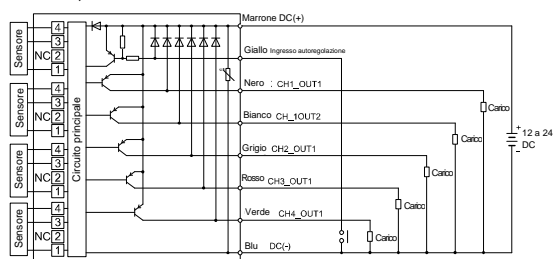 Marrone DC(+)
Sensore
4
3
NC 2
1
Giallo Ingresso autoregolazione
Nero : CH1_OUT1
Sensore
4
3
NC 2
1
Circuito principale
Bianco CH_1OUT2
Carico
Carico
+
12 a 24
DC
-
Sensore
4
3
NC 2
1
Grigio CH2_OUT1
Carico
Rosso CH3_OUT1
Carico
Sensore
4
3
NC 2
1
Verde CH4_OUT1
Carico
Blu DC(-)